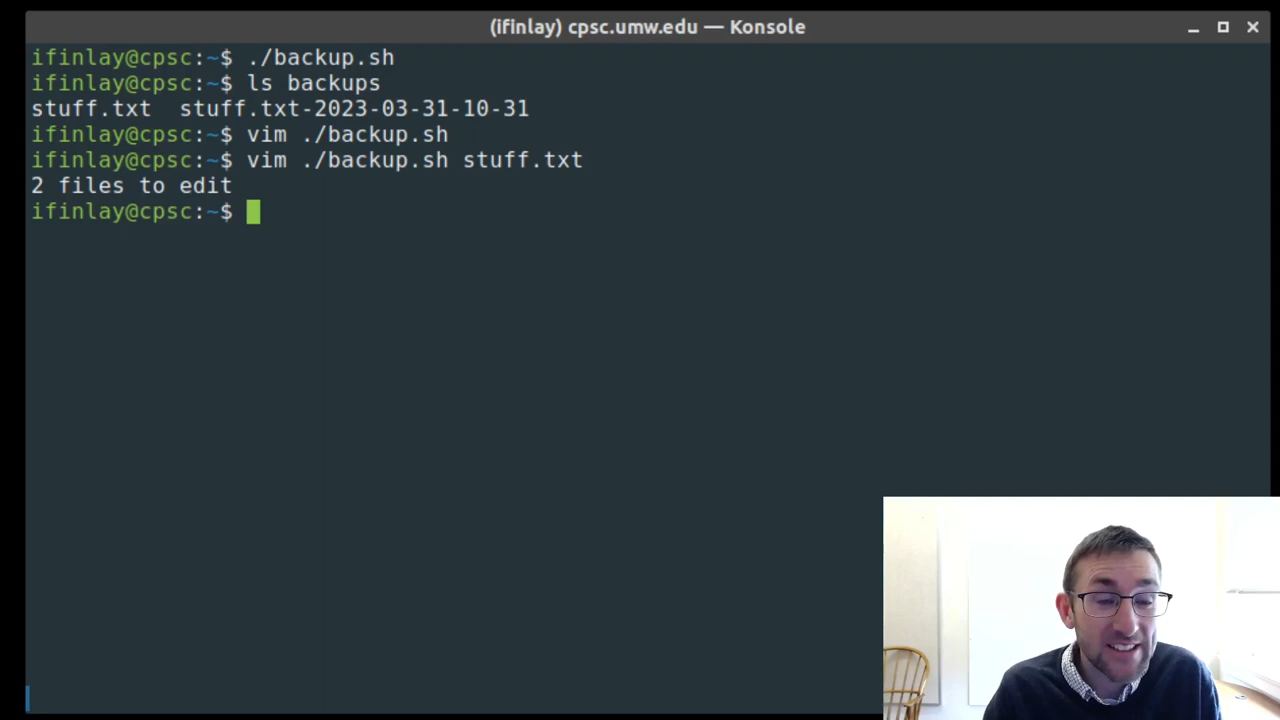 (ifinlay) cpsc.umw.edu — Konsole
ifinlay@cpsc:~$ ./backup.sh
ifinlay@cpsc:~$ ls backups
stuff.txt  stuff.txt-2023-03-31-10-31
ifinlay@cpsc:~$ vim ./backup.sh
ifinlay@cpsc:~$ vim ./backup.sh stuff.txt
2 files to edit
ifinlay@cpsc:~$